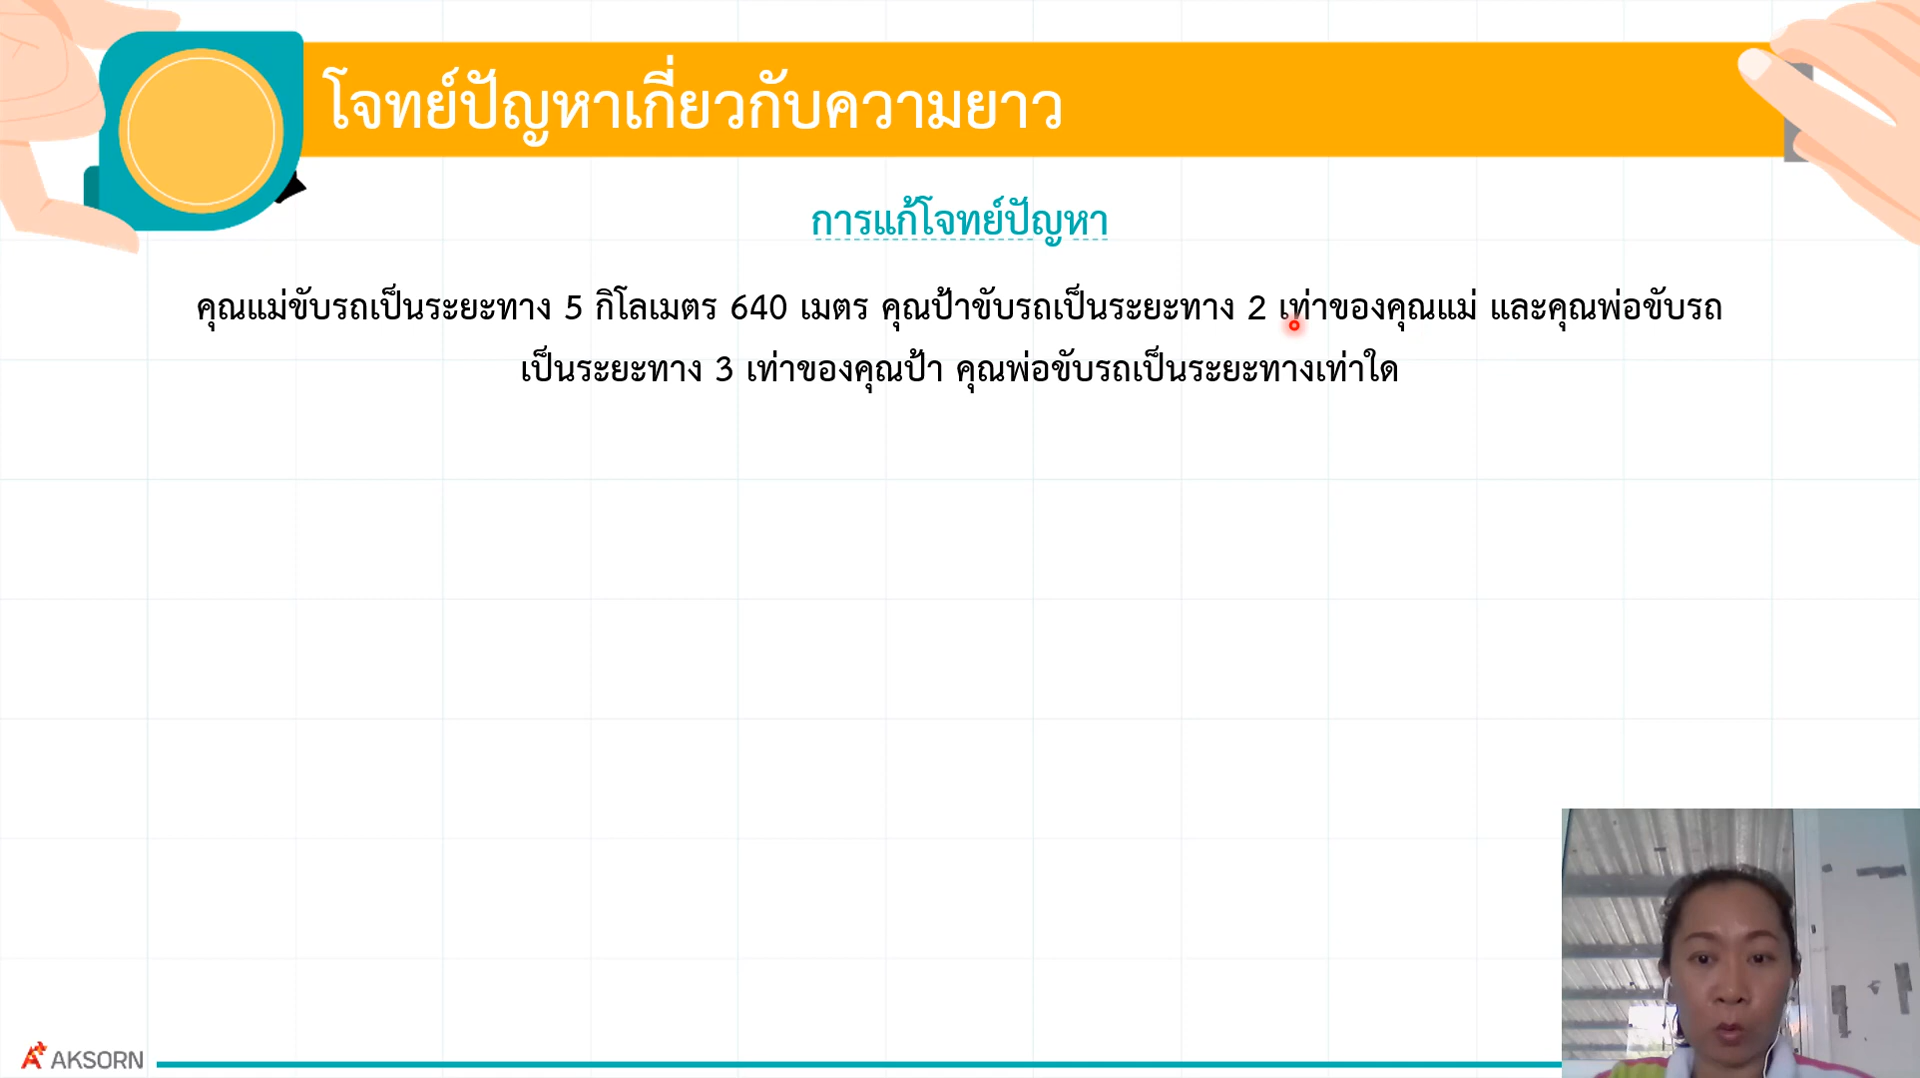 โจทย์ปัญหาเกี่ยวกับความยาว
การแก้โจทย์ปัญหา
คุณแม่ขับรถเป็นระยะทาง 5 กิโลเมตร 640 เมตร คุณป้าขับรถเป็นระยะทาง 2 เท่าของคุณแม่ และคุณพ่อขับรถ
เป็นระยะทาง 3 เท่าของคุณป้า คุณพ่อขับรถเป็นระยะทางเท่าใด
AKSORN